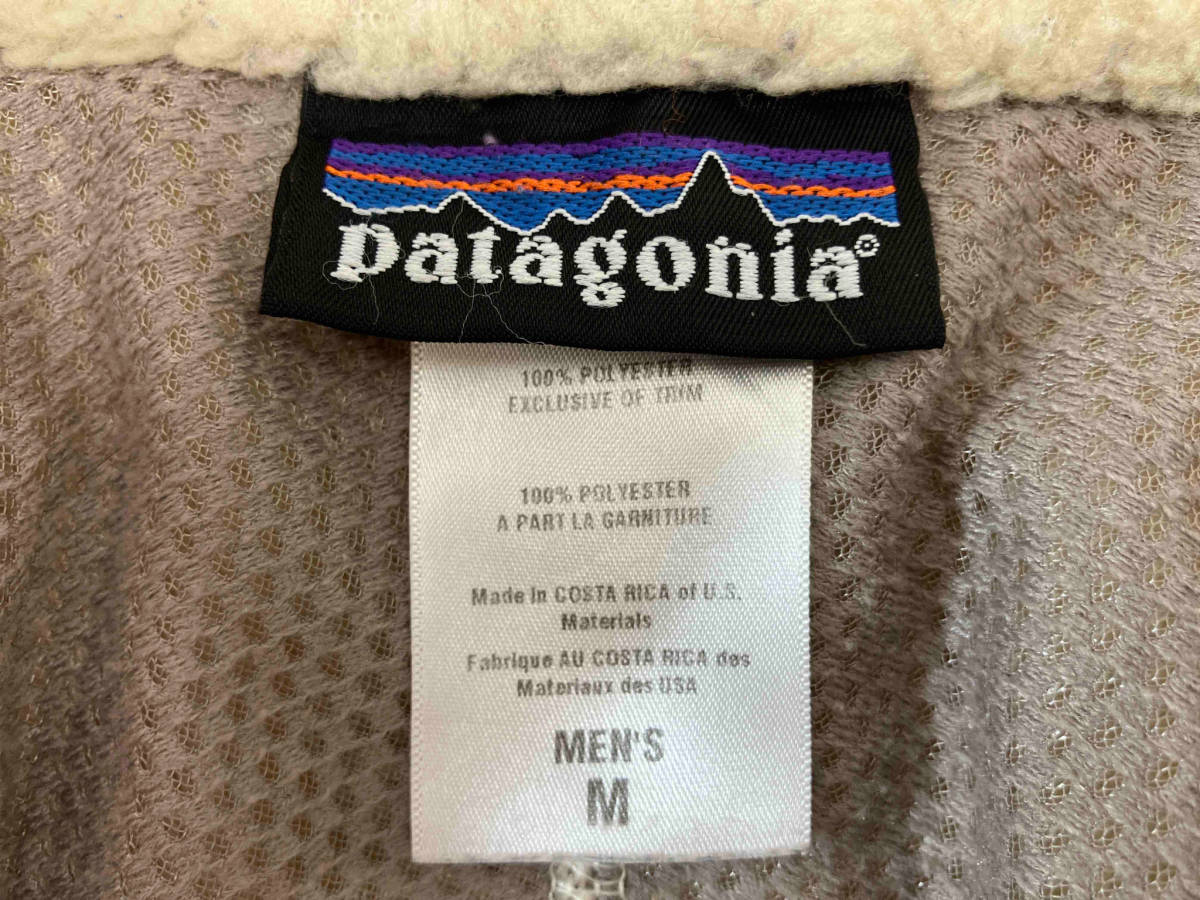 patagonia®
100% POLYESTER
EXCLUSIVE OF TRIM
100% POLYESTER
A PART LA GARNITURE
Made in COSTA RICA of U.S.
Materials
Fabrique AU COSTA RICA des
Materiaux des USA
MEN'S
M